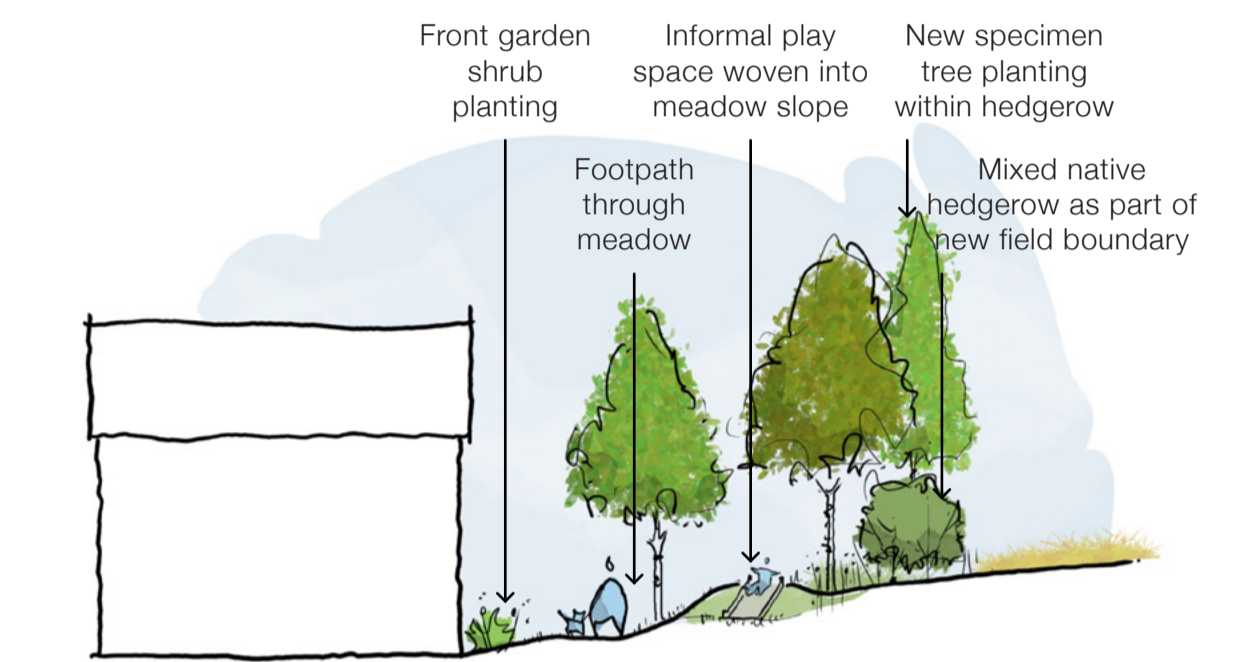 Front garden
shrub
planting
Informal play
space woven into
meadow slope
New specimen
tree planting
within hedgerow
Footpath
through
meadow
Mixed native
hedgerow as part of
new field boundary